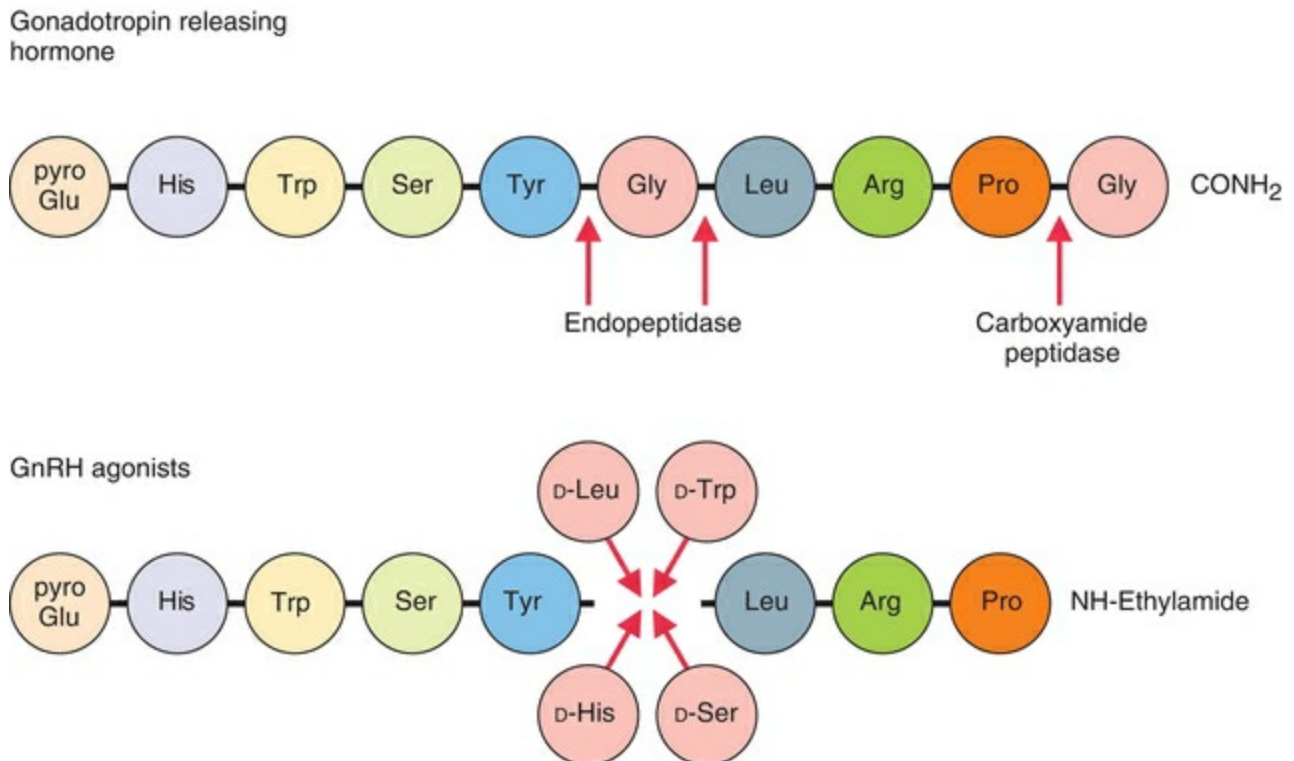 Gonadotropin releasing
hormone
pyro
Glu
His
Trp
Ser
Tyr
Gly
Leu
Arg
Pro
Gly
CONH₂
Endopeptidase
Carboxyamide
peptidase
GnRH agonists
D-Leu
D-Trp
pyro
Glu
His
Trp
Ser
Tyr
Leu
Arg
Pro
NH-Ethylamide
D-His
D-Ser